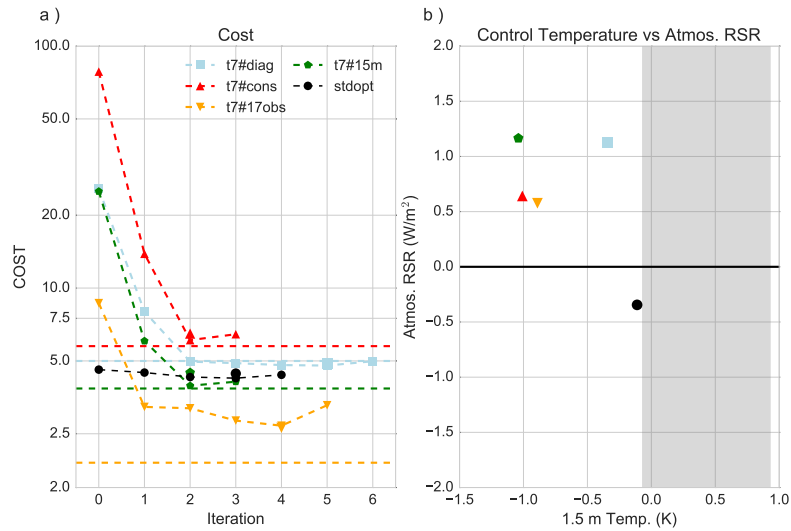 a )
Cost
100.0
20.0
10.0
7.5
5.0
2.5
2.0
COST
0 1 2 3 4 5 6
Iteration
t7#diag
t7#cons
t7#17obs
t7#15m
stdopt
b )
Control Temperature vs Atmos. RSR
2.0
1.5
1.0
0.5
0.0
−0.5
−1.0
−1.5
−2.0
Atmos. RSR (W/m²)
−1.5 −1.0 −0.5 0.0 0.5 1.0
1.5 m Temp. (K)